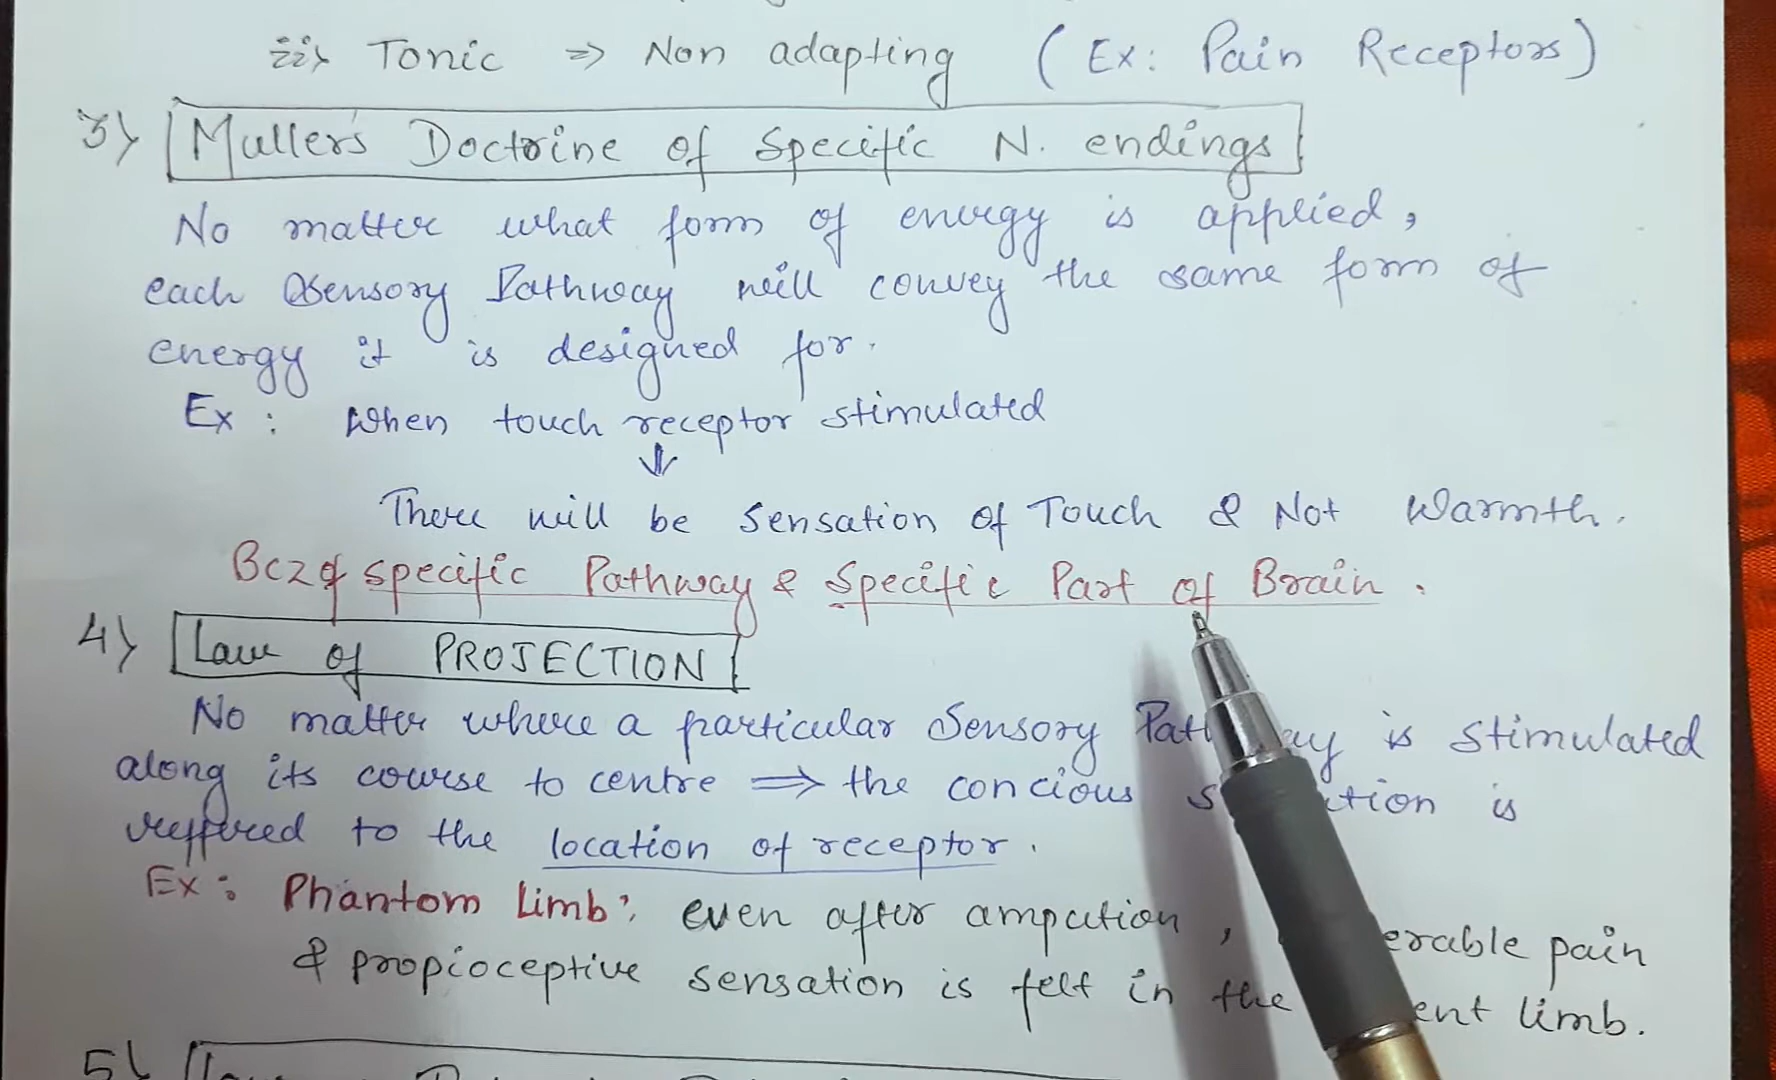 ii> Tonic ⇒ Non adapting (Ex: Pain Receptors)
3> Mullers Doctrine of Specific N. endings
No matter what form of energy is applied,
each sensory Pathway will convey the same form of
energy it is designed for.
Ex : When touch receptor stimulated
↓
There will be sensation of Touch & Not Warmth.
Bcz of specific Pathway & Specific Part of Brain.
4> Law of PROJECTION
No matter where a particular sensory is stimulated
along its course to centre ⇒ the concious is
reffered to the location of receptor.
Ex: Phantom Limb: even after ampution, pain
& propioceptive sensation is felt in the limb.
5>